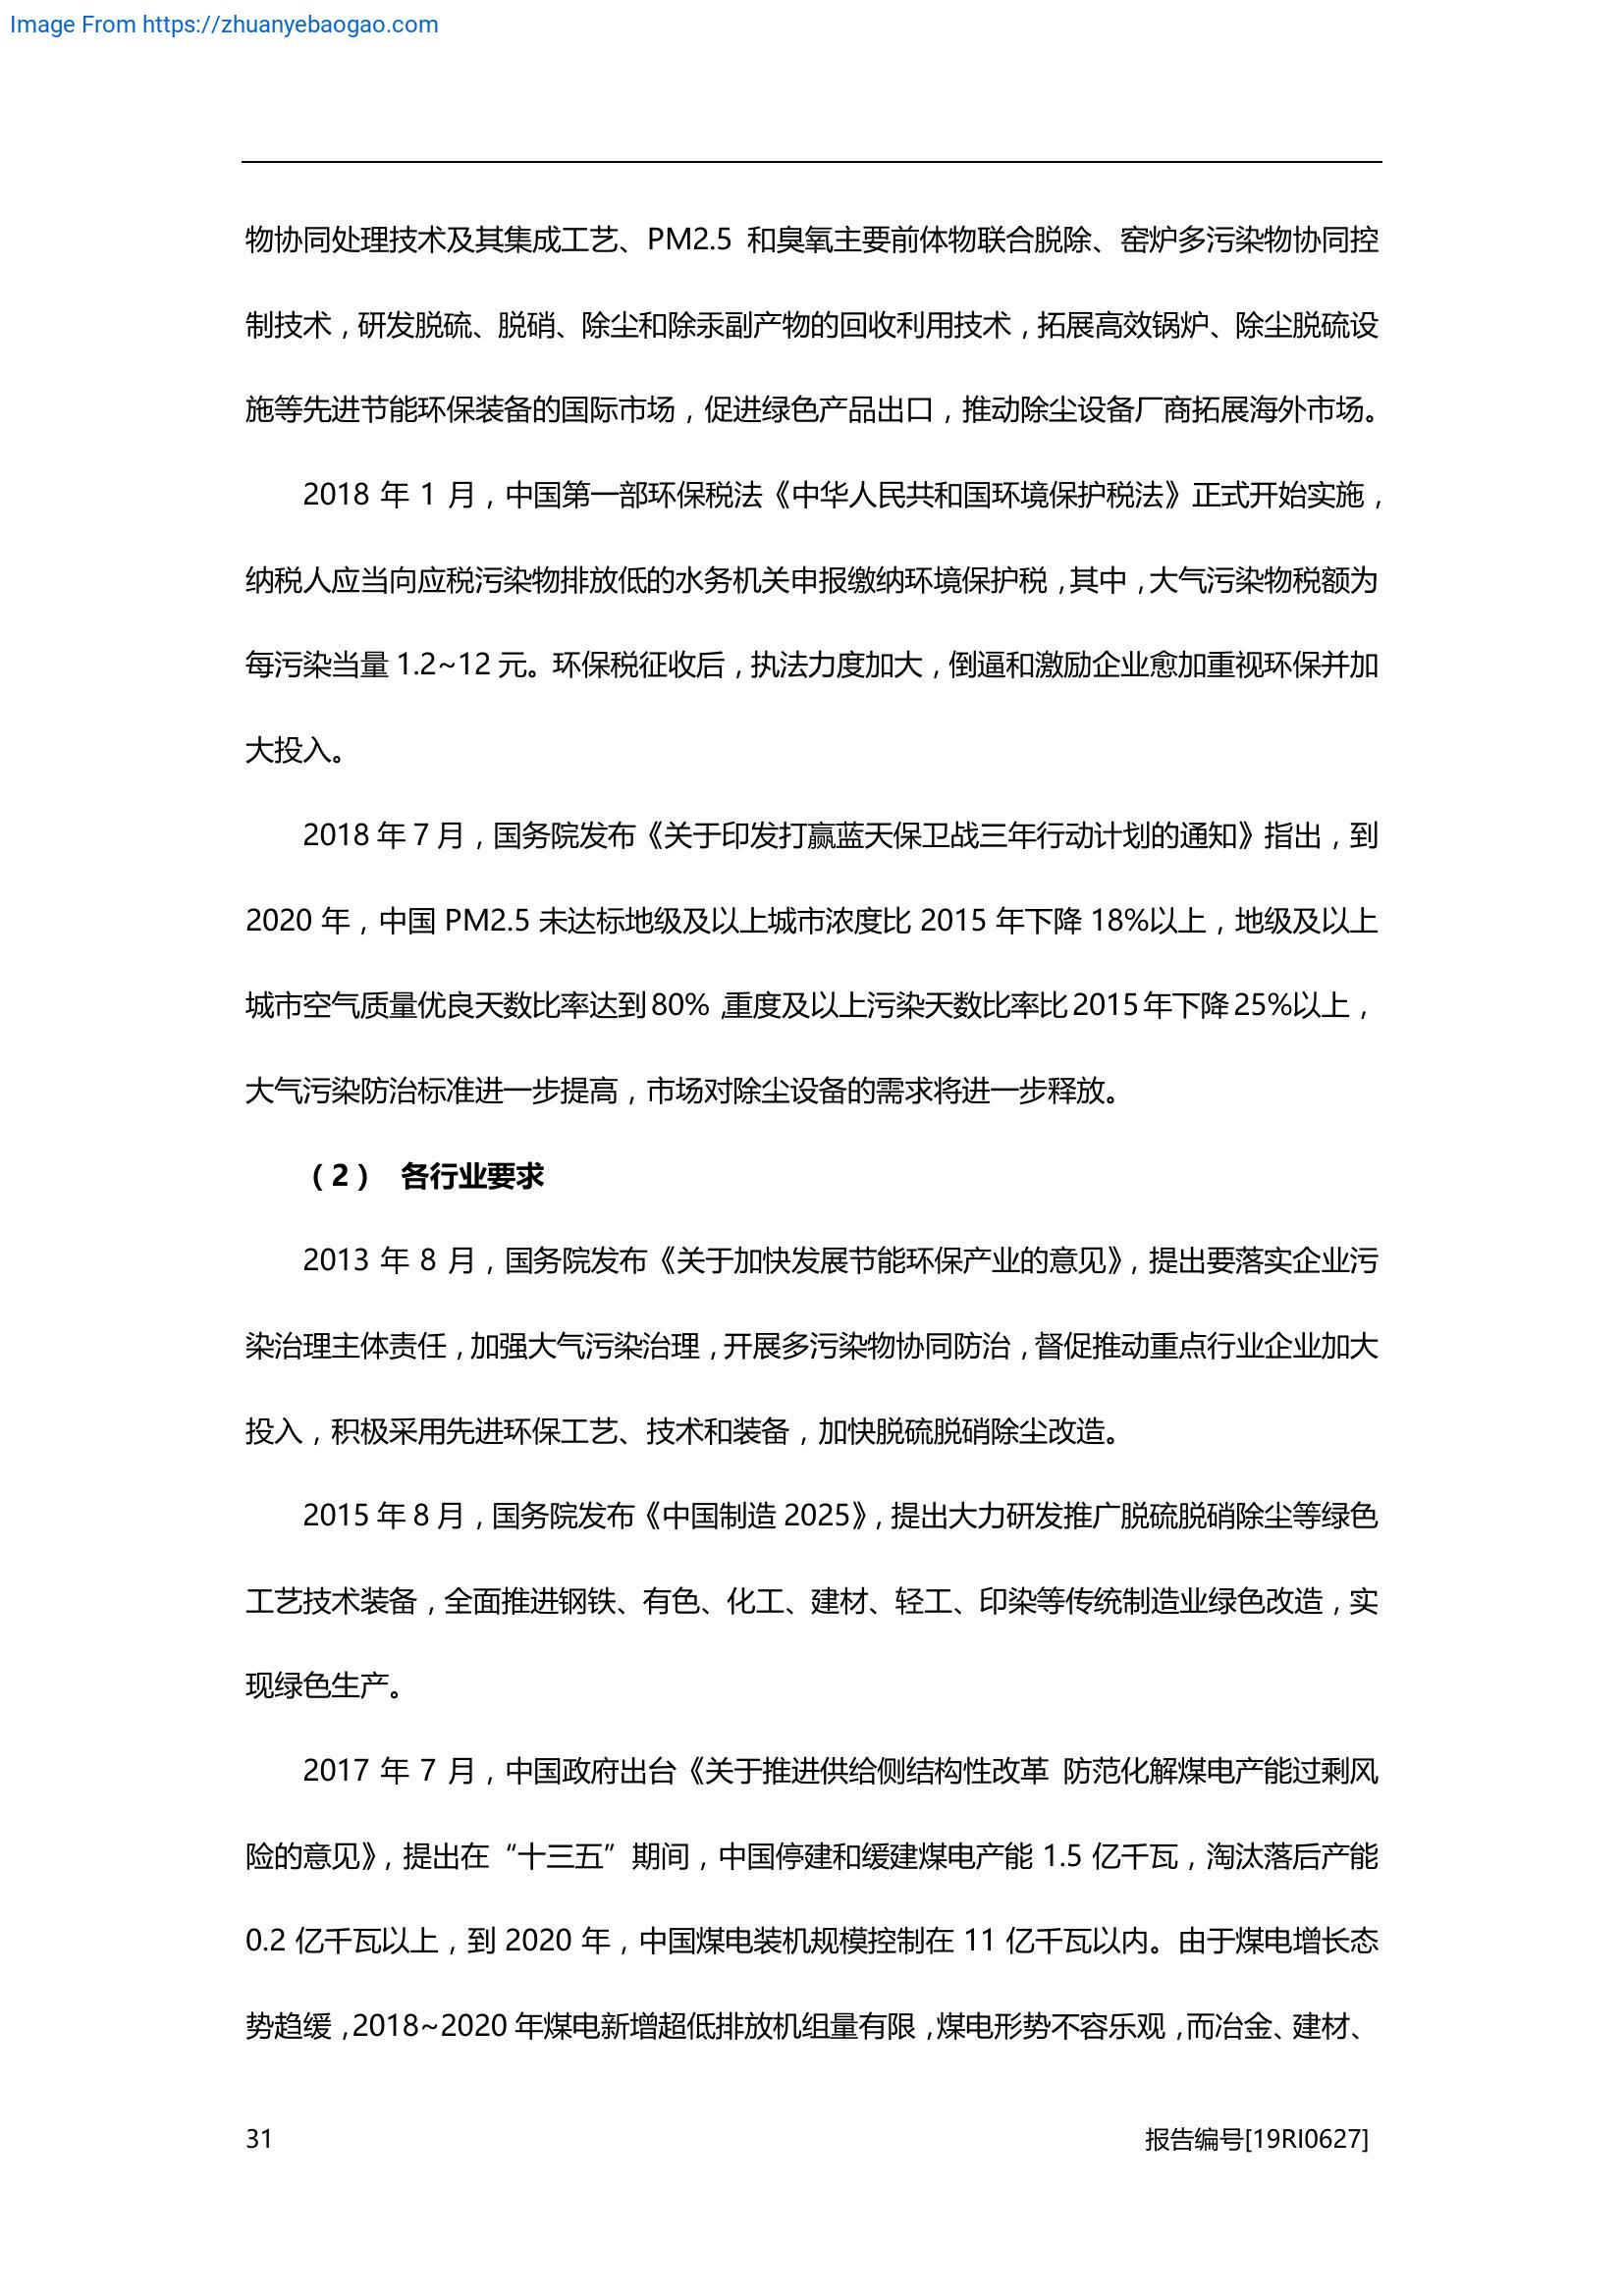 Image From https://zhuanyebaogao.com
物协同处理技术及其集成工艺、PM2.5 和臭氧主要前体物联合脱除、窑炉多污染物协同控
制技术，研发脱硫、脱硝、除尘和除汞副产物的回收利用技术，拓展高效锅炉、除尘脱硫设
施等先进节能环保装备的国际市场，促进绿色产品出口，推动除尘设备厂商拓展海外市场。
2018 年 1 月，中国第一部环保税法《中华人民共和国环境保护税法》正式开始实施，
纳税人应当向应税污染物排放低的水务机关申报缴纳环境保护税，其中，大气污染物税额为
每污染当量 1.2~12 元。环保税征收后，执法力度加大，倒逼和激励企业愈加重视环保并加
大投入。
2018 年 7 月，国务院发布《关于印发打赢蓝天保卫战三年行动计划的通知》指出，到
2020 年，中国 PM2.5 未达标地级及以上城市浓度比 2015 年下降 18%以上，地级及以上
城市空气质量优良天数比率达到 80%，重度及以上污染天数比率比 2015 年下降 25%以上，
大气污染防治标准进一步提高，市场对除尘设备的需求将进一步释放。
（2） 各行业要求
2013 年 8 月，国务院发布《关于加快发展节能环保产业的意见》，提出要落实企业污
染治理主体责任，加强大气污染治理，开展多污染物协同防治，督促推动重点行业企业加大
投入，积极采用先进环保工艺、技术和装备，加快脱硫脱硝除尘改造。
2015 年 8 月，国务院发布《中国制造 2025》，提出大力研发推广脱硫脱硝除尘等绿色
工艺技术装备，全面推进钢铁、有色、化工、建材、轻工、印染等传统制造业绿色改造，实
现绿色生产。
2017 年 7 月，中国政府出台《关于推进供给侧结构性改革 防范化解煤电产能过剩风
险的意见》，提出在“十三五”期间，中国停建和缓建煤电产能 1.5 亿千瓦，淘汰落后产能
0.2 亿千瓦以上，到 2020 年，中国煤电装机规模控制在 11 亿千瓦以内。由于煤电增长态
势趋缓，2018~2020 年煤电新增超低排放机组量有限，煤电形势不容乐观，而冶金、建材、
31
报告编号[19RI0627]